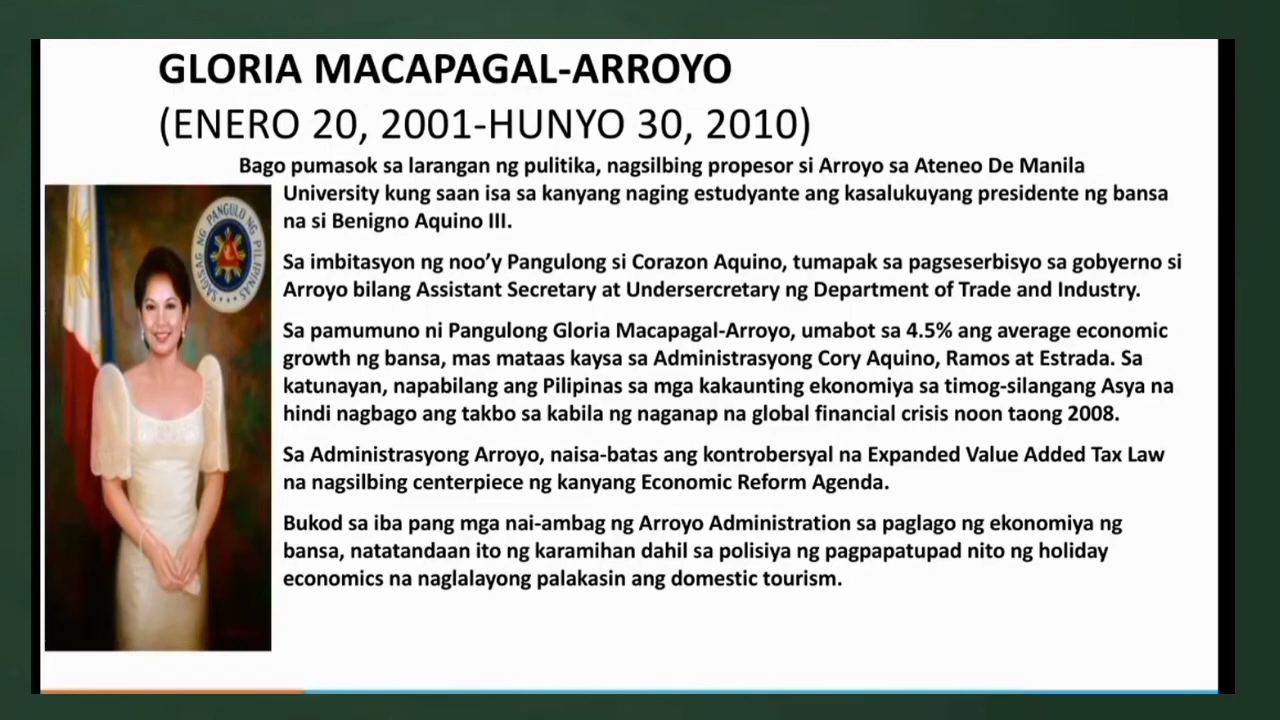 GLORIA MACAPAGAL-ARROYO
(ENERO 20, 2001-HUNYO 30, 2010)
Bago pumasok sa larangan ng pulitika, nagsilbing propesor si Arroyo sa Ateneo De Manila
University kung saan isa sa kanyang naging estudyante ang kasalukuyang presidente ng bansa
na si Benigno Aquino III.
SAGISAG NG PANGULO NG PILIPINAS
Sa imbitasyon ng noo’y Pangulong si Corazon Aquino, tumapak sa pagseserbisyo sa gobyerno si
Arroyo bilang Assistant Secretary at Undersercretary ng Department of Trade and Industry.
Sa pamumuno ni Pangulong Gloria Macapagal-Arroyo, umabot sa 4.5% ang average economic
growth ng bansa, mas mataas kaysa sa Administrasyong Cory Aquino, Ramos at Estrada. Sa
katunayan, napabilang ang Pilipinas sa mga kakaunting ekonomiya sa timog-silangang Asya na
hindi nagbago ang takbo sa kabila ng naganap na global financial crisis noon taong 2008.
Sa Administrasyong Arroyo, naisa-batas ang kontrobersyal na Expanded Value Added Tax Law
na nagsilbing centerpiece ng kanyang Economic Reform Agenda.
Bukod sa iba pang mga nai-ambag ng Arroyo Administration sa paglago ng ekonomiya ng
bansa, natatandaan ito ng karamihan dahil sa polisiya ng pagpapatupad nito ng holiday
economics na naglalayong palakasin ang domestic tourism.